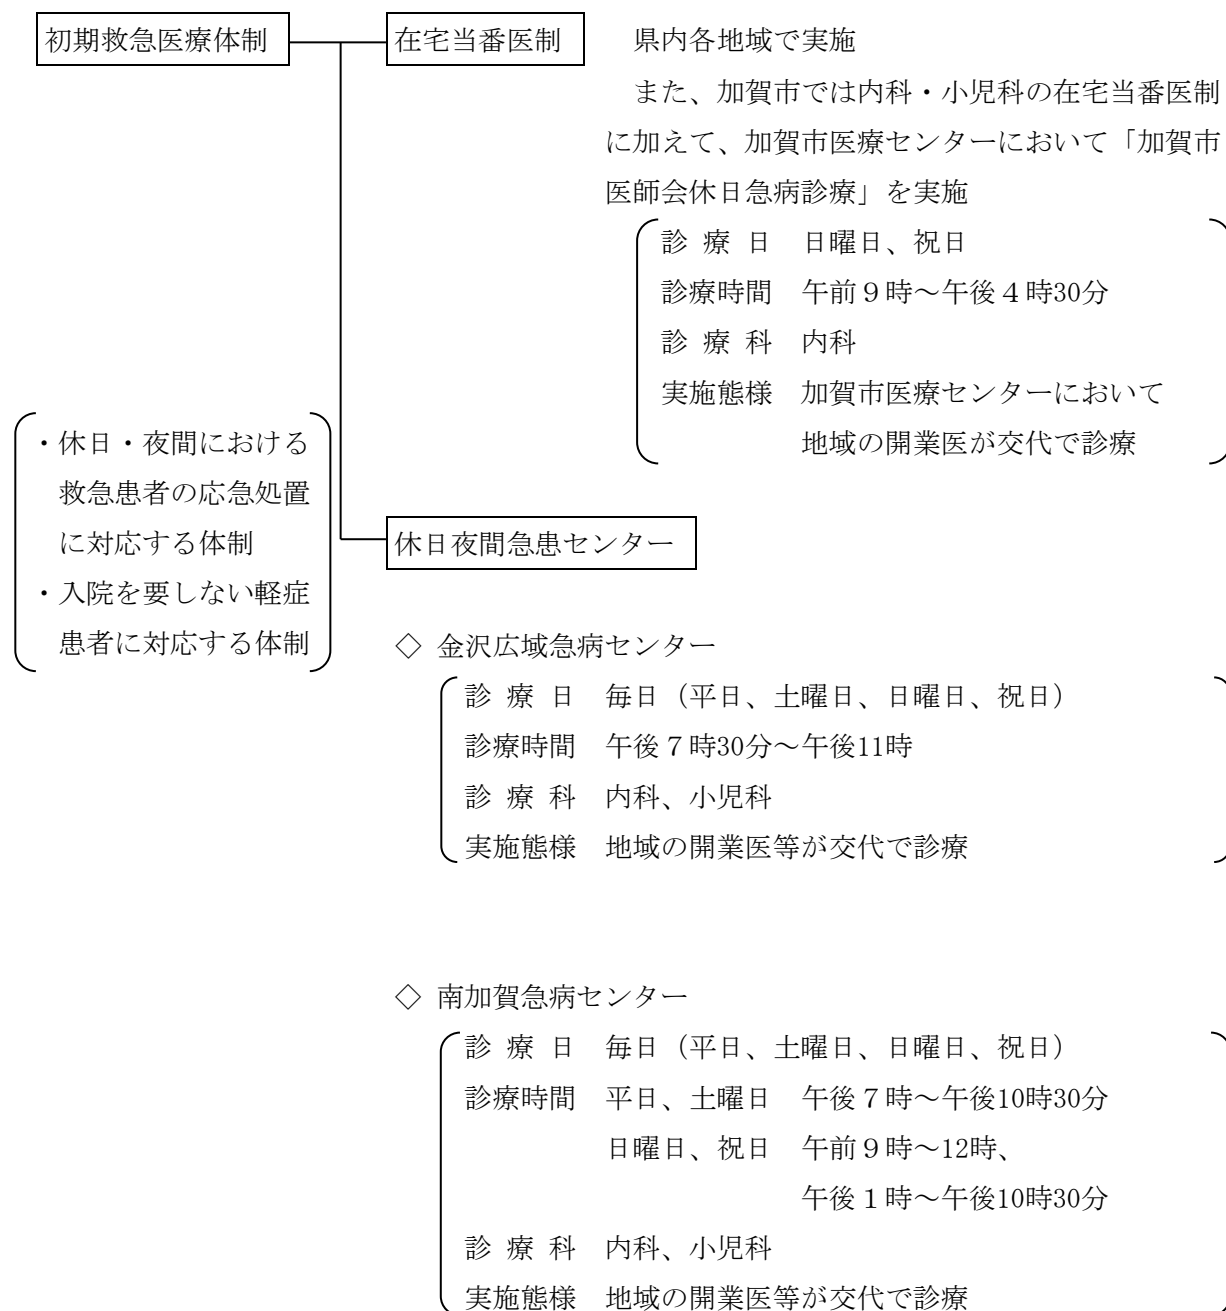 初期救急医療体制
在宅当番医制
県内各地域で実施
また、加賀市では内科・小児科の在宅当番医制
に加えて、加賀市医療センターにおいて「加賀市
医師会休日急病診療」を実施
診 療 日 日曜日、祝日
診療時間 午前９時～午後４時30分
診 療 科 内科
実施態様 加賀市医療センターにおいて
地域の開業医が交代で診療
・休日・夜間における
救急患者の応急処置
に対応する体制
・入院を要しない軽症
患者に対応する体制
休日夜間急患センター
◇ 金沢広域急病センター
診 療 日 毎日（平日、土曜日、日曜日、祝日）
診療時間 午後７時30分～午後11時
診 療 科 内科、小児科
実施態様 地域の開業医等が交代で診療
◇ 南加賀急病センター
診 療 日 毎日（平日、土曜日、日曜日、祝日）
診療時間 平日、土曜日 午後７時～午後10時30分
日曜日、祝日 午前９時～12時、
午後１時～午後10時30分
診 療 科 内科、小児科
実施態様 地域の開業医等が交代で診療